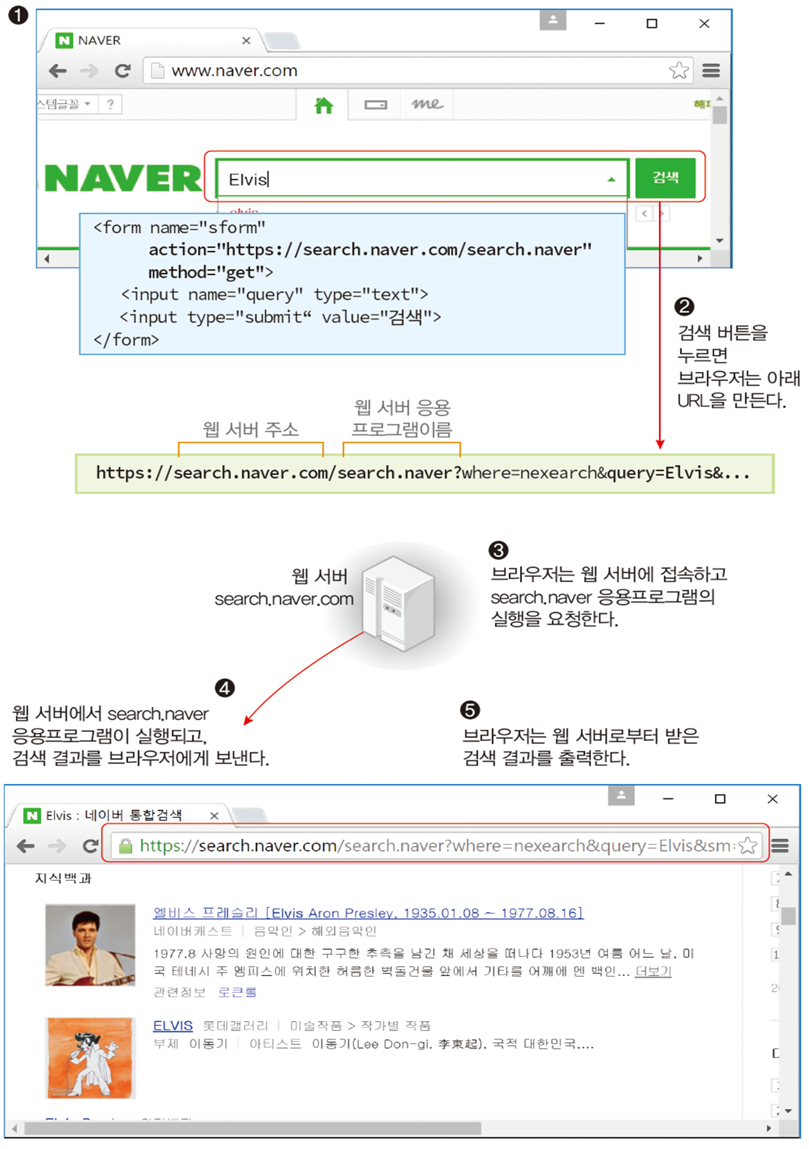 ❶
NAVER
www.naver.com
스템글꼴 ?
me
NAVER
Elvis
검색
elvis
<form name="sform"
action="https://search.naver.com/search.naver"
method="get">
<input name="query" type="text">
<input type="submit“ value="검색">
</form>
❷
검색 버튼을
누르면
브라우저는 아래
URL을 만든다.
웹 서버 주소
웹 서버 응용
프로그램이름
https://search.naver.com/search.naver?where=nexearch&query=Elvis&...
❸
브라우저는 웹 서버에 접속하고
search.naver 응용프로그램의
실행을 요청한다.
웹 서버
search.naver.com
❹
웹 서버에서 search.naver
응용프로그램이 실행되고,
검색 결과를 브라우저에게 보낸다.
❺
브라우저는 웹 서버로부터 받은
검색 결과를 출력한다.
Elvis : 네이버 통합검색
https://search.naver.com/search.naver?where=nexearch&query=Elvis&sm
지식백과
엘비스 프레슬리 [Elvis Aron Presley, 1935.01.08 ~ 1977.08.16]
네이버캐스트 | 음악인 > 해외음악인
1977.8 사망의 원인에 대한 구구한 추측을 남긴 채 세상을 떠나다 1953년 여름 어느 날, 미
국 테네시 주 멤피스에 위치한 허름한 벽돌건물 앞에서 기타를 어깨에 멘 백인... 더보기
관련정보 로큰롤
ELVIS 롯데갤러리 | 미술작품 > 작가별 작품
부제 이동기 | 아티스트 이동기(Lee Don-gi, 李東起), 국적 대한민국,...